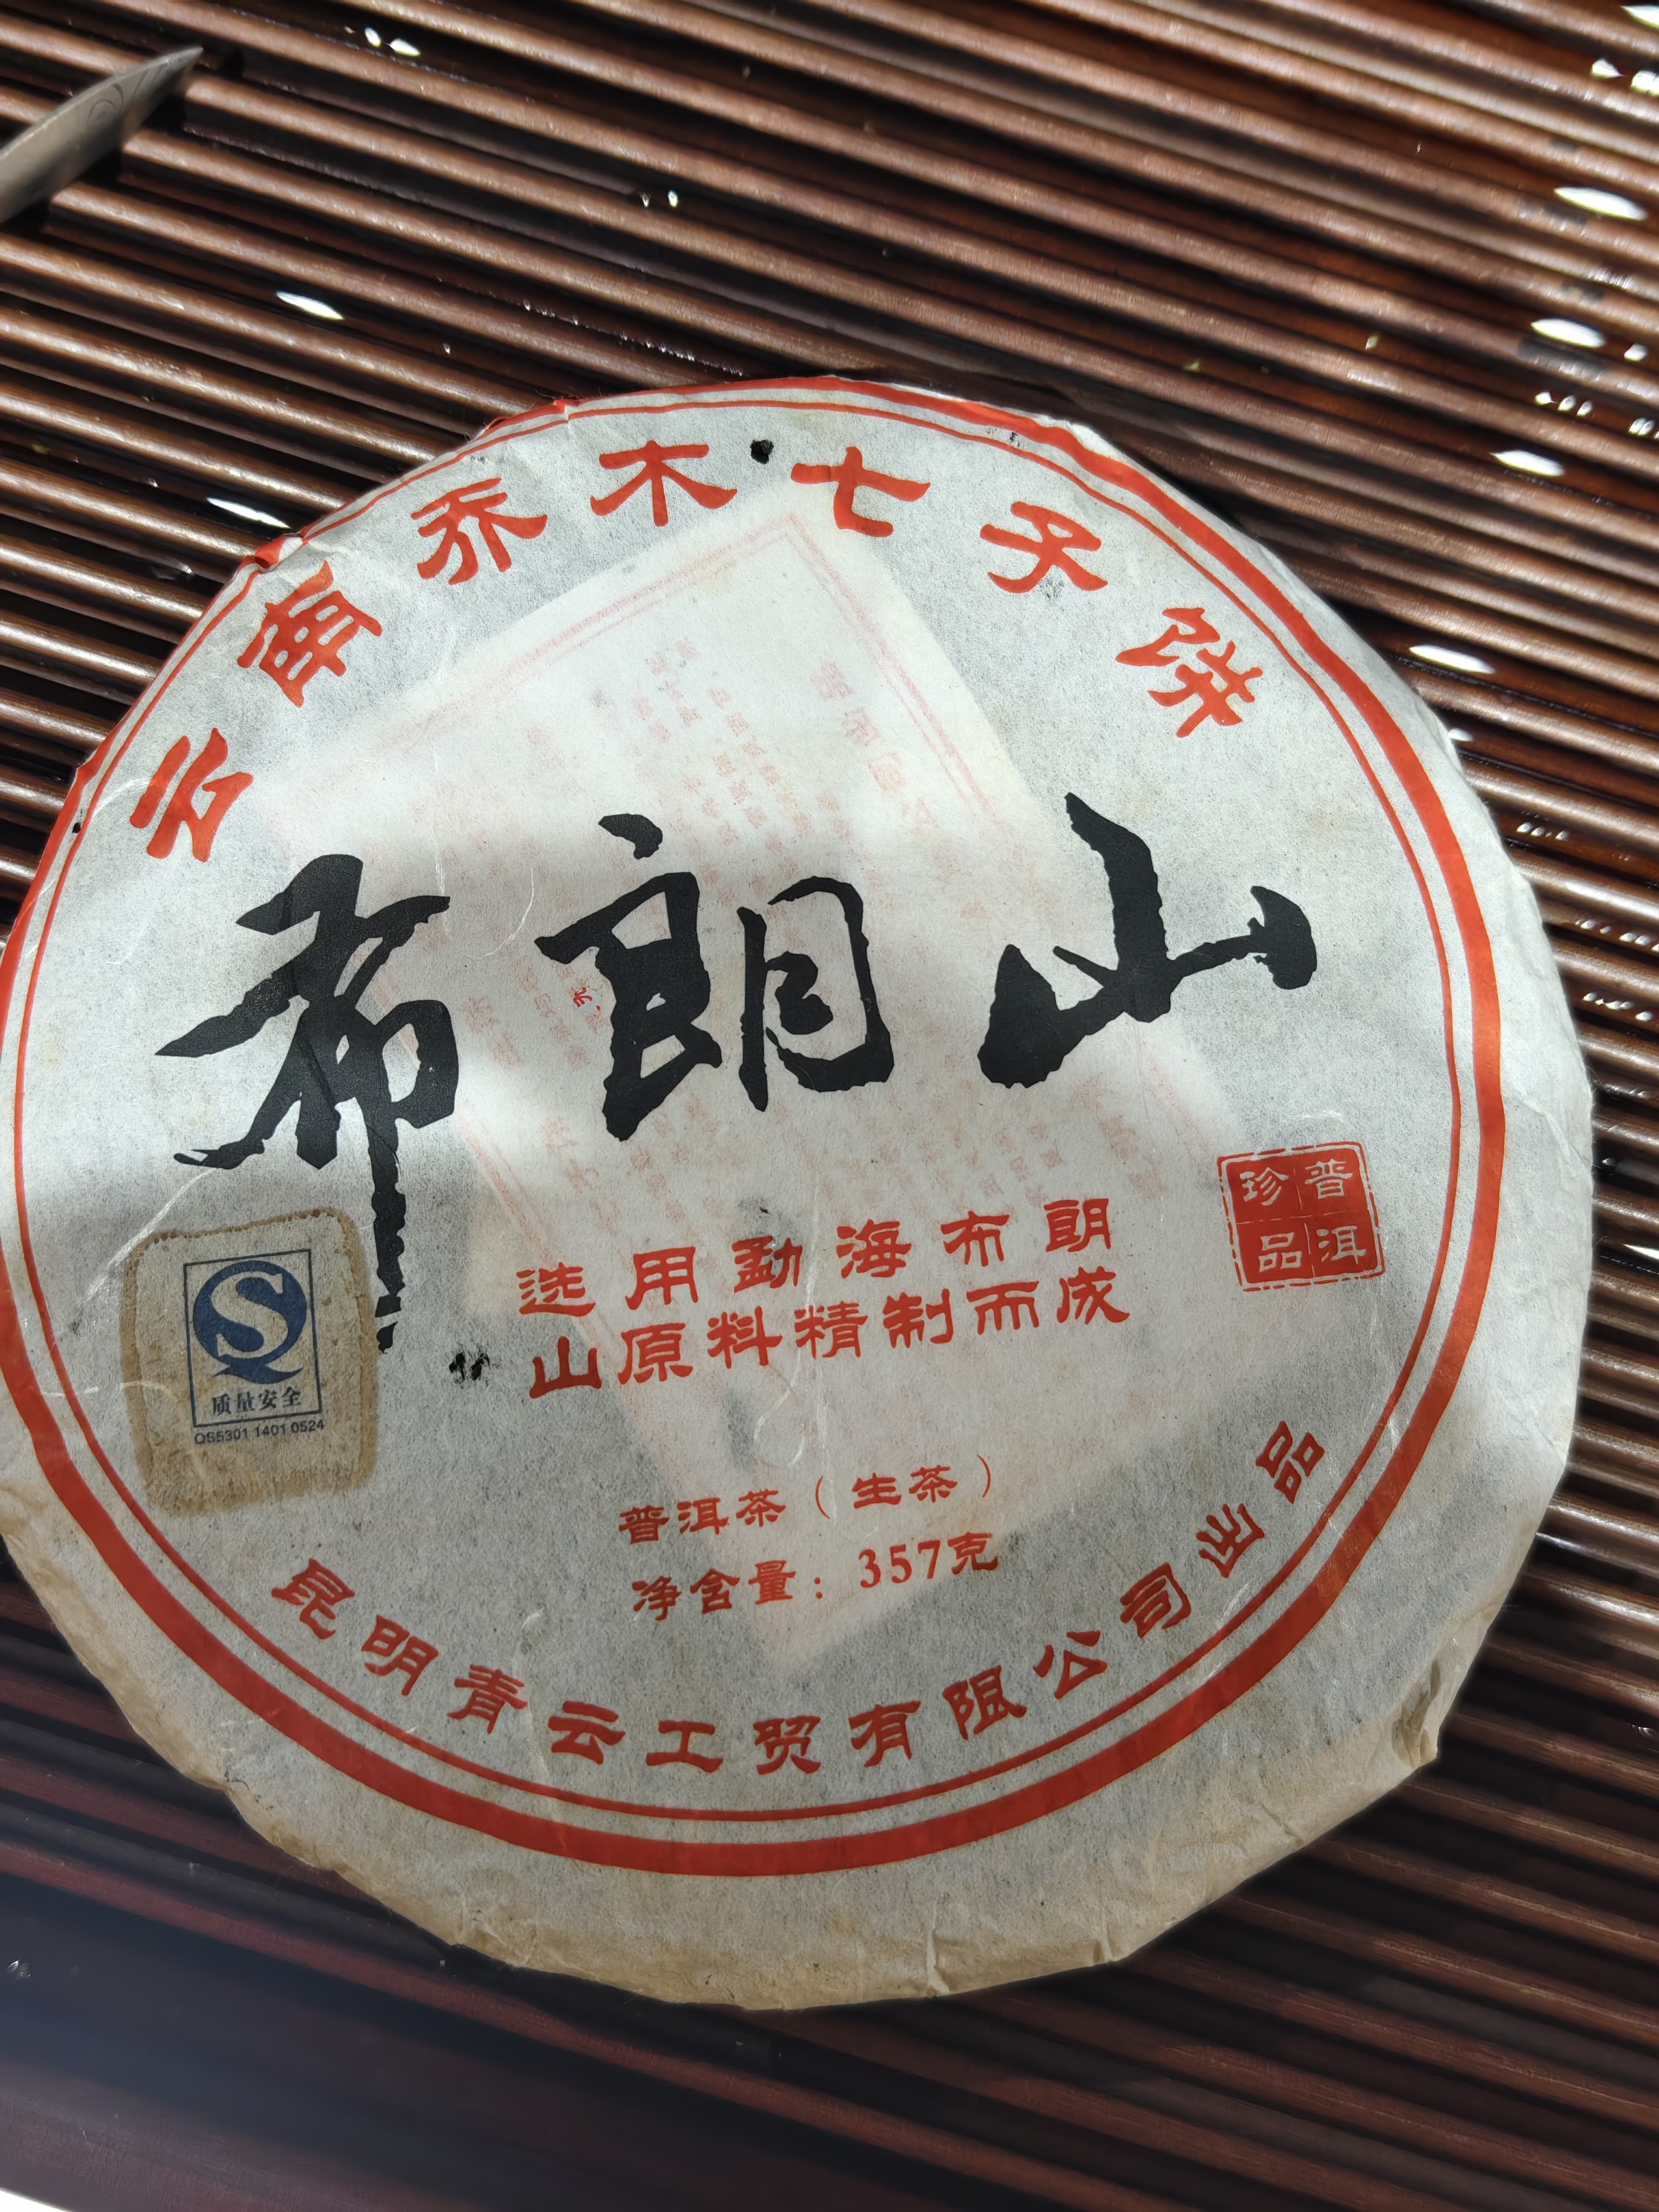 云南乔木七子饼
布朗山
普洱
珍品
选用勐海布朗
山原料精制而成
质量安全
QS5301 1401 0524
普洱茶（生茶）
净含量：357克
昆明青云工贸有限公司出品